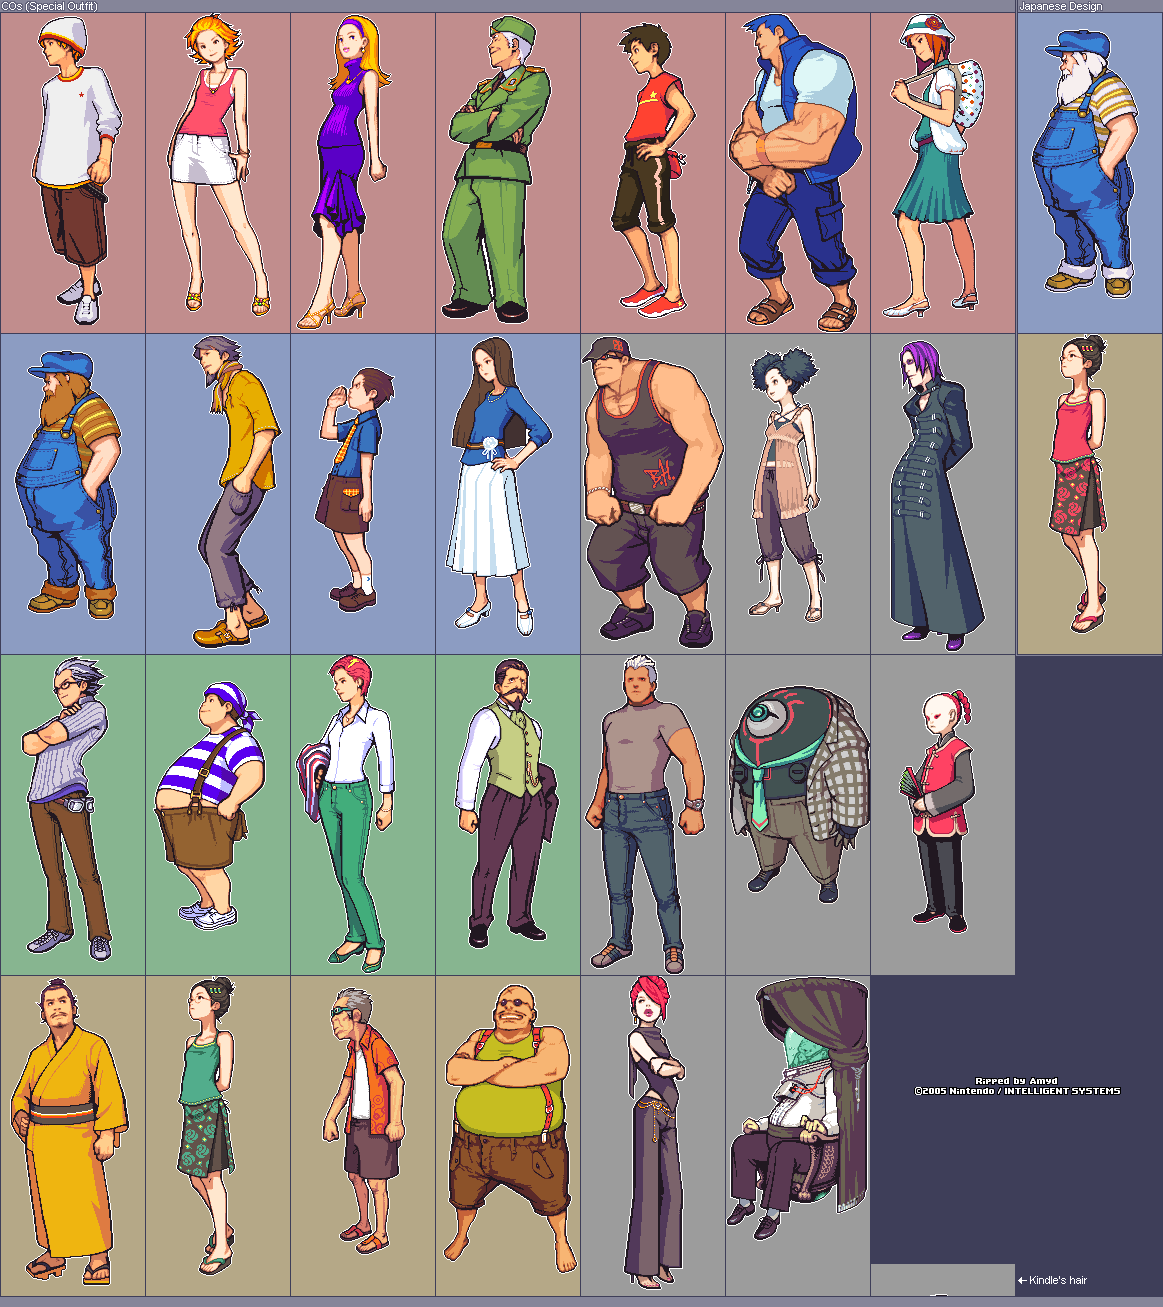 COs (Special Outfit)
Japanese Design
B.H.
Ripped by Amyd
©2005 Nintendo / INTELLIGENT SYSTEMS
← Kindle's hair